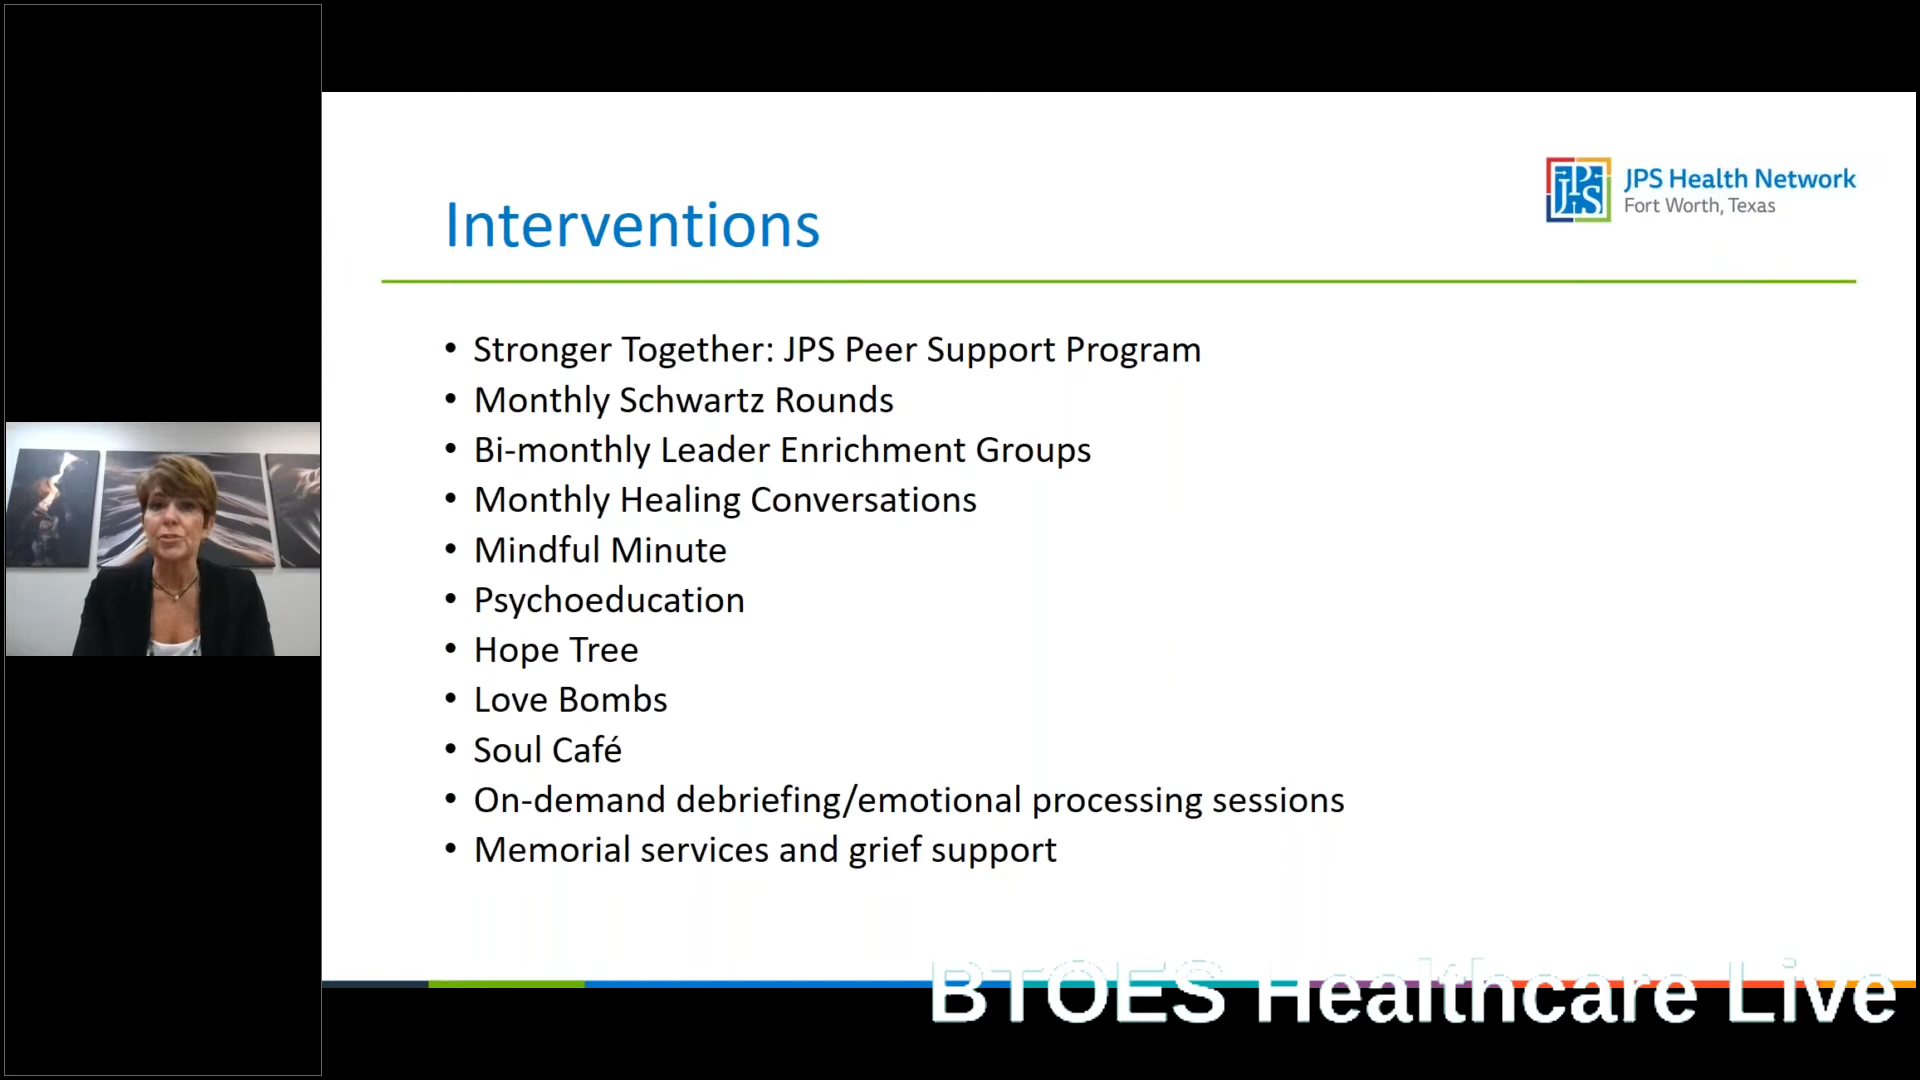 JPS
JPS Health Network
Fort Worth, Texas
Interventions
• Stronger Together: JPS Peer Support Program
• Monthly Schwartz Rounds
• Bi-monthly Leader Enrichment Groups
• Monthly Healing Conversations
• Mindful Minute
• Psychoeducation
• Hope Tree
• Love Bombs
• Soul Café
• On-demand debriefing/emotional processing sessions
• Memorial services and grief support
BTOES Healthcare Live